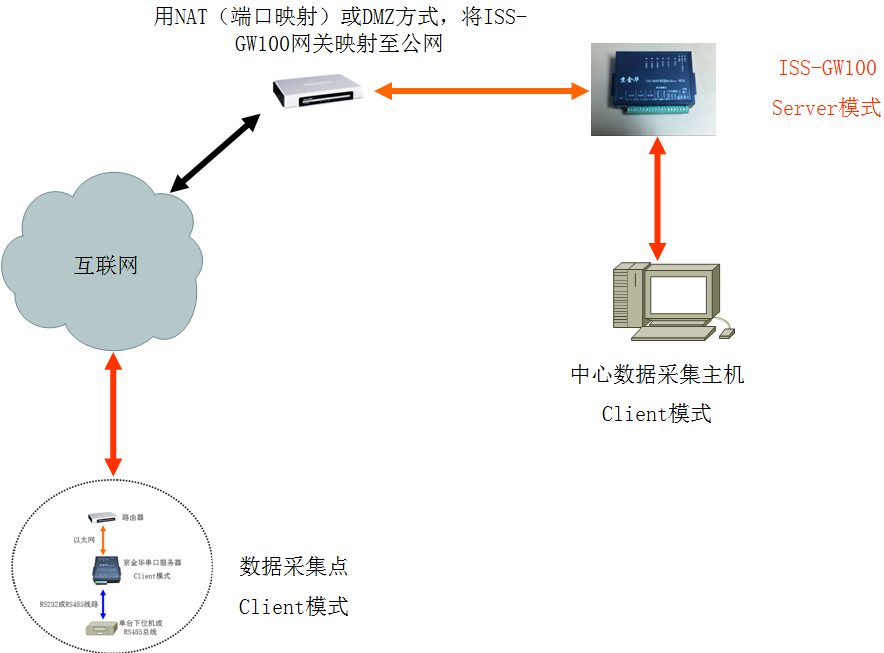 用NAT（端口映射）或DMZ方式，将ISS-
GW100网关映射至公网
京金华
ISS-GW100
Server模式
互联网
中心数据采集主机
Client模式
路由器
以太网
京金华串口服务器
Client模式
RS232或RS485线路
单台下位机或
RS485总线
数据采集点
Client模式